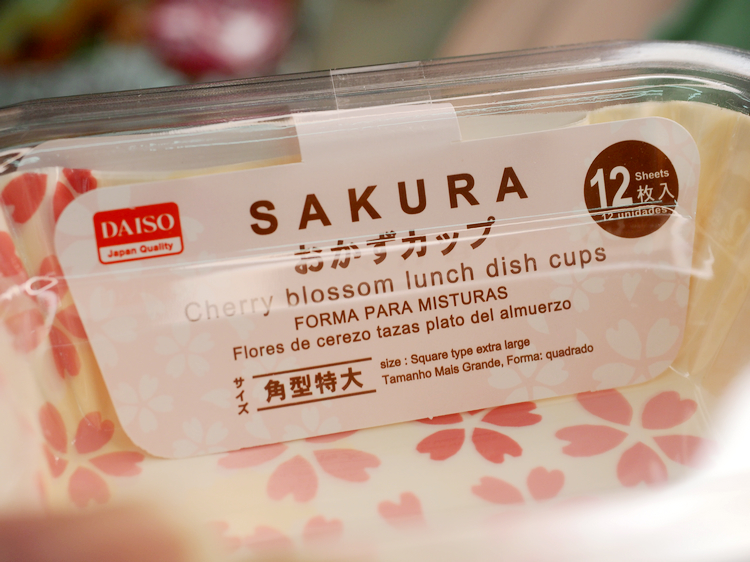 DAISO
Japan Quality
SAKURA
12 Sheets
枚入
12 unidades
おかずカップ
Cherry blossom lunch dish cups
FORMA PARA MISTURAS
Flores de cerezo tazas plato del almuerzo
サイズ
角型特大
size : Square type extra large
Tamanho Mais Grande, Forma: quadrado